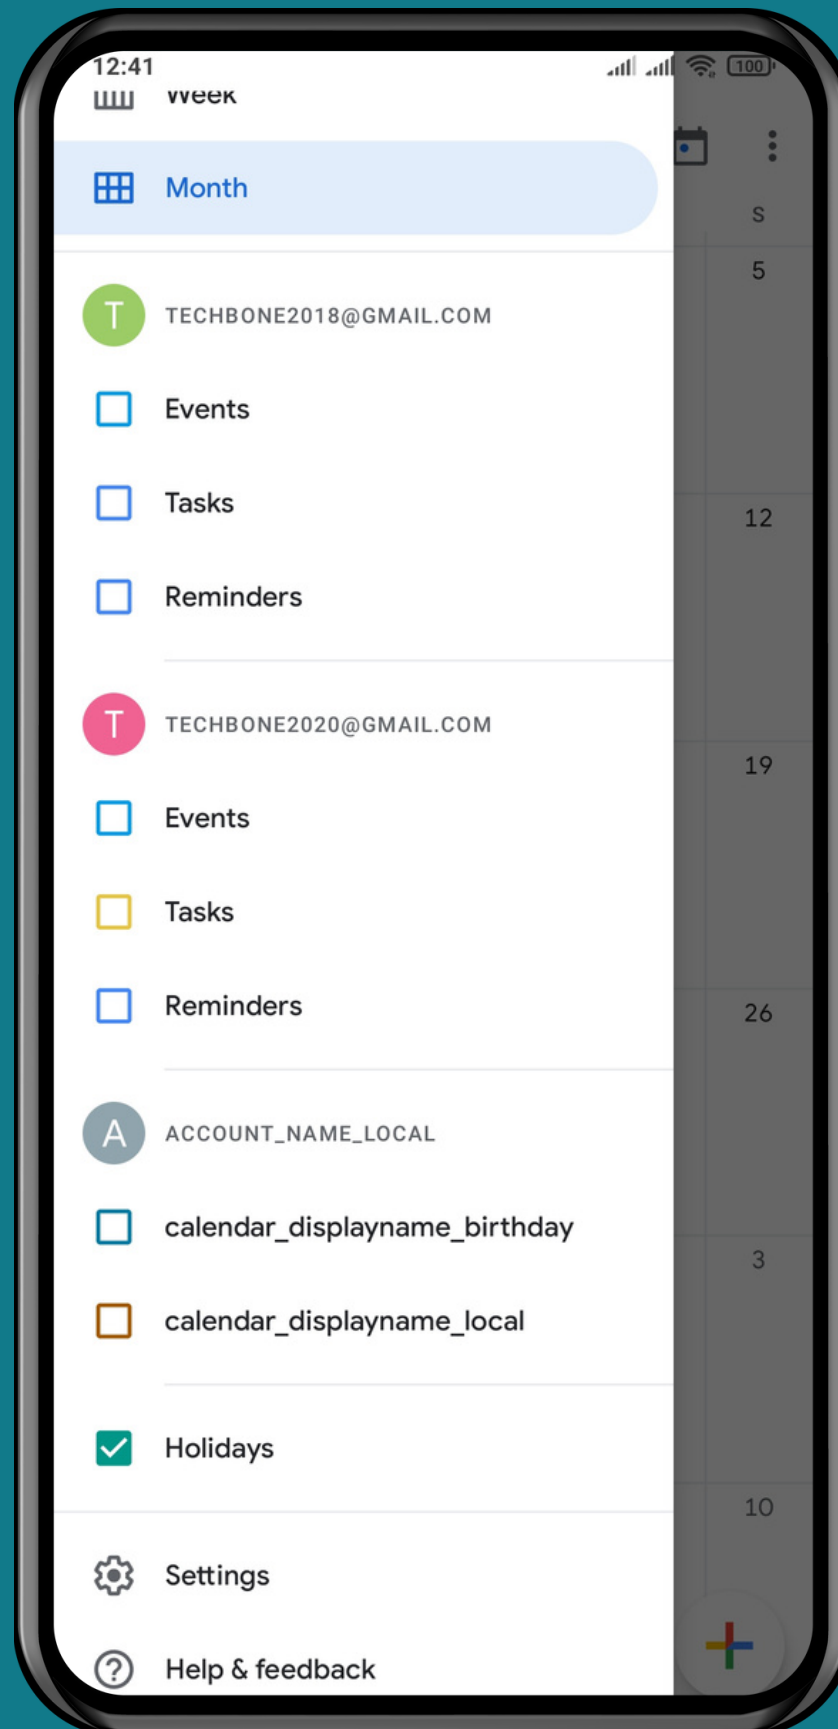 12:41
100
Week
Month
S
T TECHBONE2018@GMAIL.COM
5
Events
Tasks
12
Reminders
T TECHBONE2020@GMAIL.COM
19
Events
Tasks
Reminders
26
A ACCOUNT_NAME_LOCAL
calendar_displayname_birthday
3
calendar_displayname_local
Holidays
10
Settings
Help & feedback